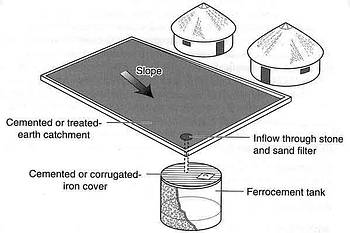 Slope
Cemented or treated-
earth catchment
Inflow through stone
and sand filter
Cemented or corrugated-
iron cover
Ferrocement tank